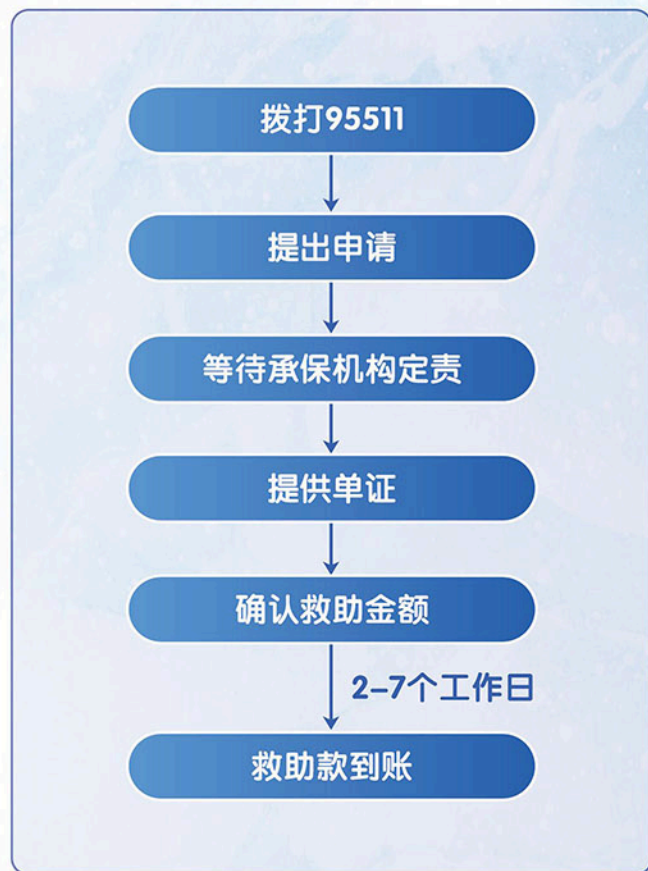 拨打95511
提出申请
等待承保机构定责
提供单证
确认救助金额
2-7个工作日
救助款到账